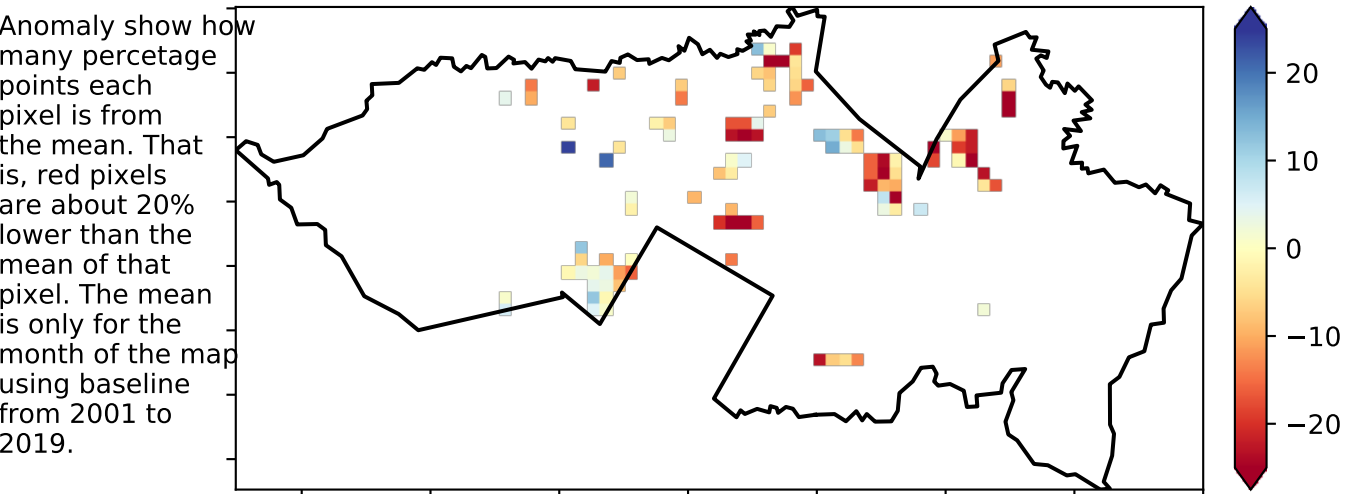 Anomaly show how
many percetage
points each
pixel is from
the mean. That
is, red pixels
are about 20%
lower than the
mean of that
pixel. The mean
is only for the
month of the map
using baseline
from 2001 to
2019.
20
10
0
−10
−20